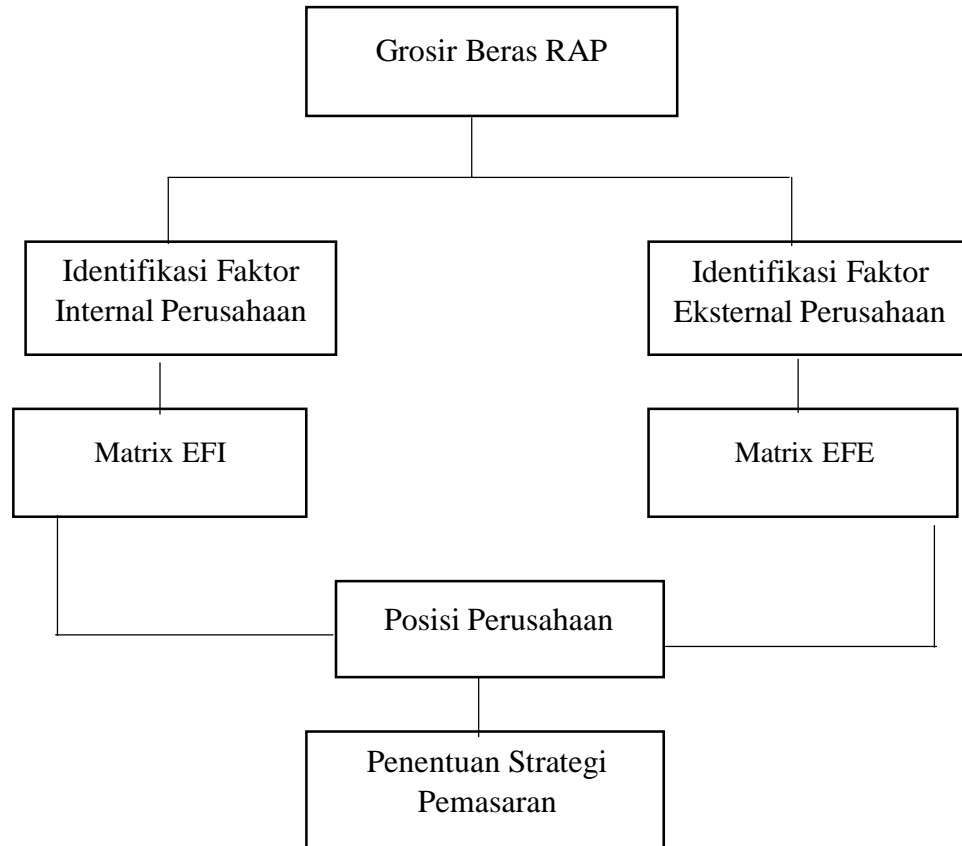 Grosir Beras RAP
Identifikasi Faktor
Internal Perusahaan
Identifikasi Faktor
Eksternal Perusahaan
Matrix EFI
Matrix EFE
Posisi Perusahaan
Penentuan Strategi
Pemasaran